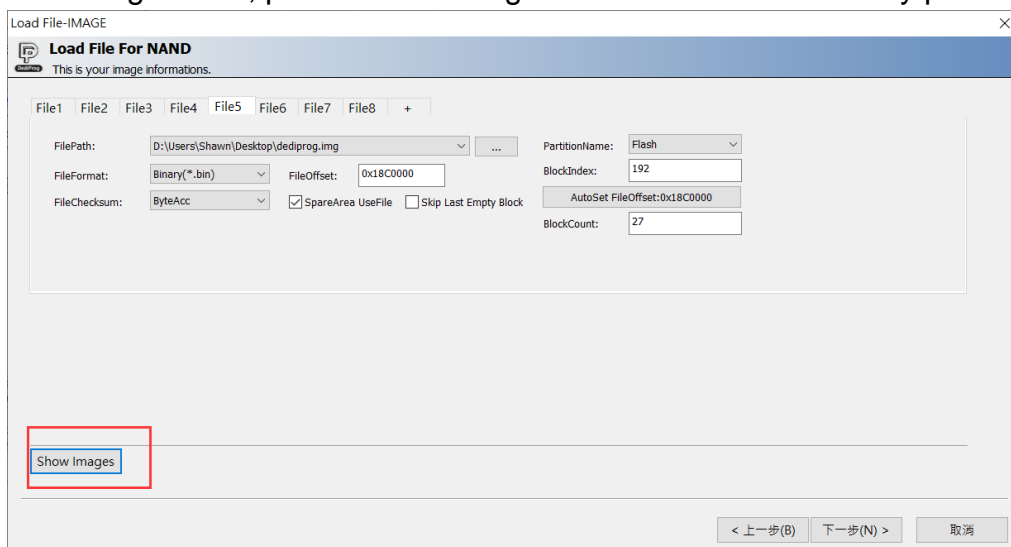 Load File-IMAGE
Load File For NAND
DediProg
This is your image informations.
File1 File2 File3 File4 File5 File6 File7 File8 +
FilePath: D:\Users\Shawn\Desktop\dediprog.img ... PartitionName: Flash
FileFormat: Binary(*.bin) FileOffset: 0x18C0000 BlockIndex: 192
FileChecksum: ByteAcc SpareArea UseFile Skip Last Empty Block AutoSet FileOffset:0x18C0000
BlockCount: 27
Show Images
< 上一步(B) 下一步(N) > 取消